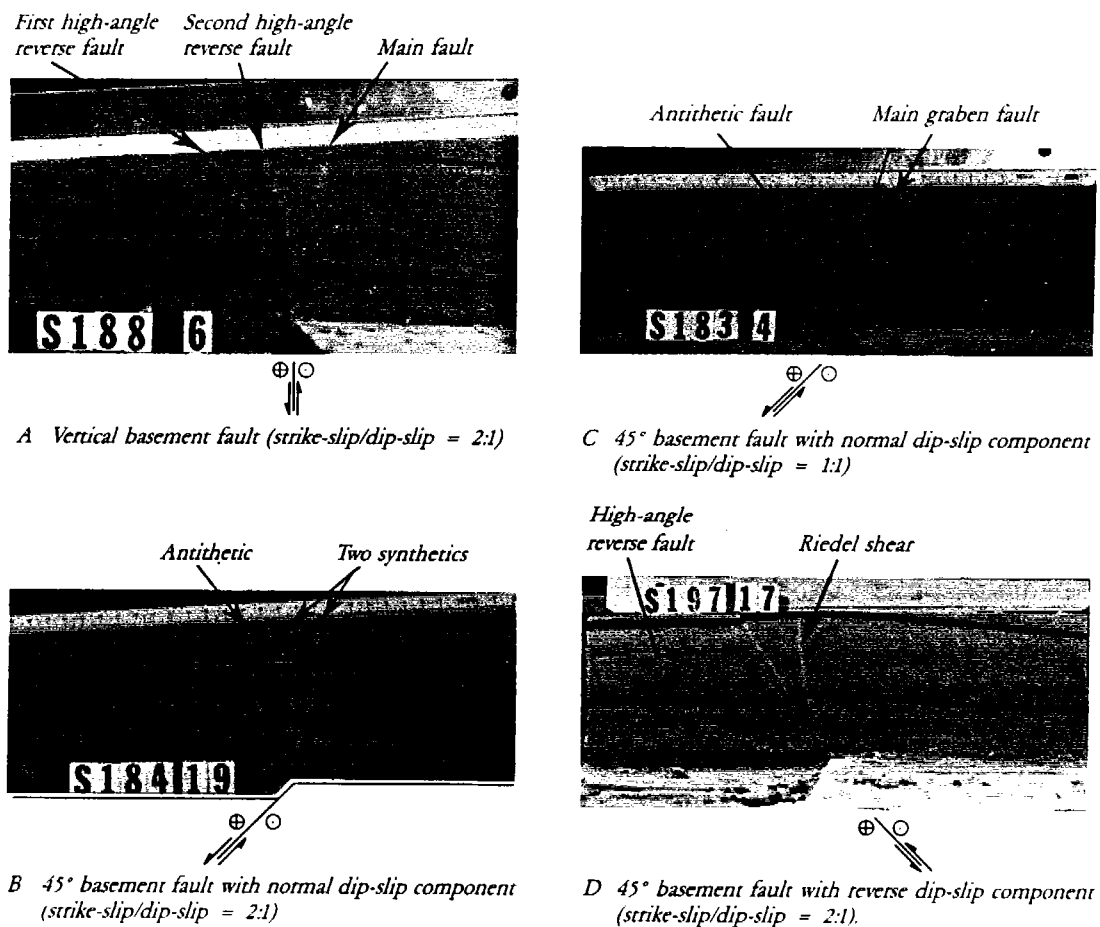 First high-angle
reverse fault
Second high-angle
reverse fault
Main fault
S188 6
A Vertical basement fault (strike-slip/dip-slip = 2:1)
Antithetic fault
Main graben fault
S183 4
C 45° basement fault with normal dip-slip component
(strike-slip/dip-slip = 1:1)
Antithetic
Two synthetics
S184 19
B 45° basement fault with normal dip-slip component
(strike-slip/dip-slip = 2:1)
High-angle
reverse fault
Riedel shear
S197 17
D 45° basement fault with reverse dip-slip component
(strike-slip/dip-slip = 2:1).